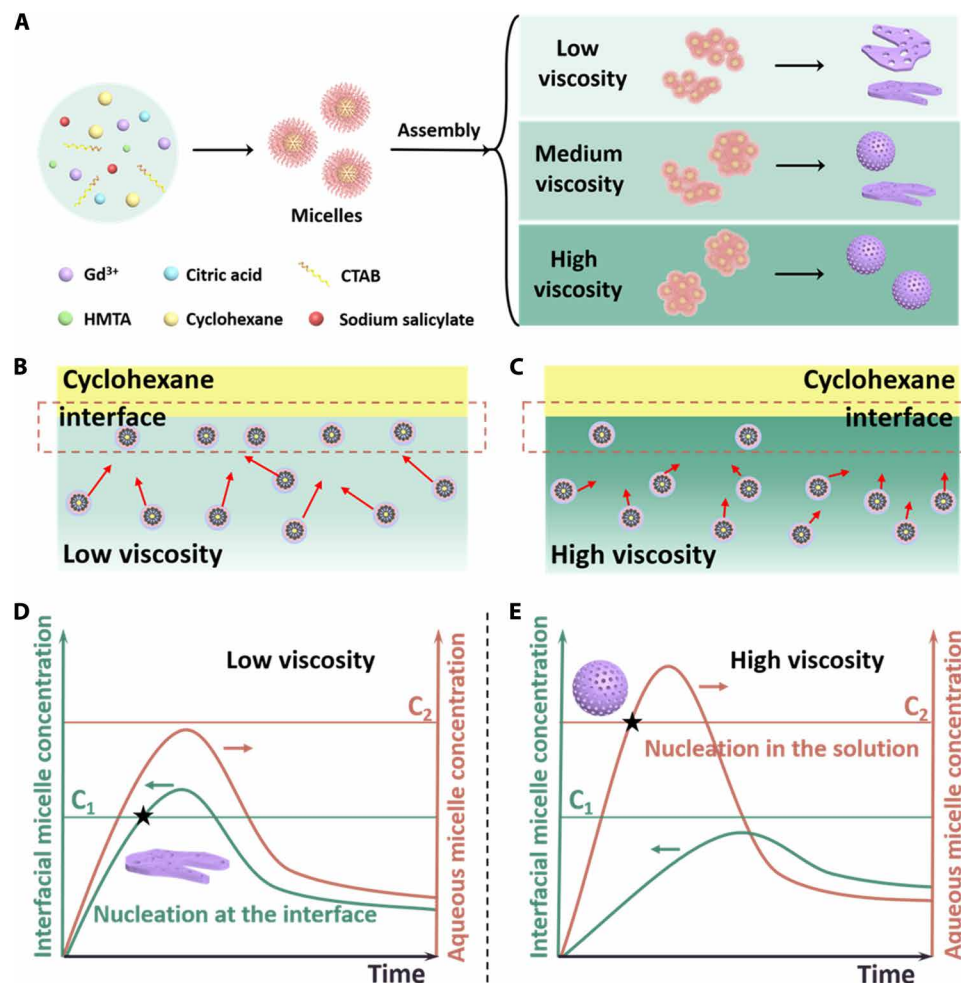 A
Low
viscosity
Assembly
Medium
viscosity
Micelles
High
viscosity
Gd³⁺
Citric acid
CTAB
HMTA
Cyclohexane
Sodium salicylate
B
Cyclohexane
interface
Low viscosity
C
Cyclohexane
interface
High viscosity
D
Interfacial micelle concentration
Low viscosity
C₂
C₁
Nucleation at the interface
Aqueous micelle concentration
Time
E
Interfacial micelle concentration
High viscosity
C₂
Nucleation in the solution
C₁
Aqueous micelle concentration
Time